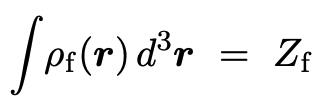 ∫ρ_f(𝒓) d³𝒓 = Z_f